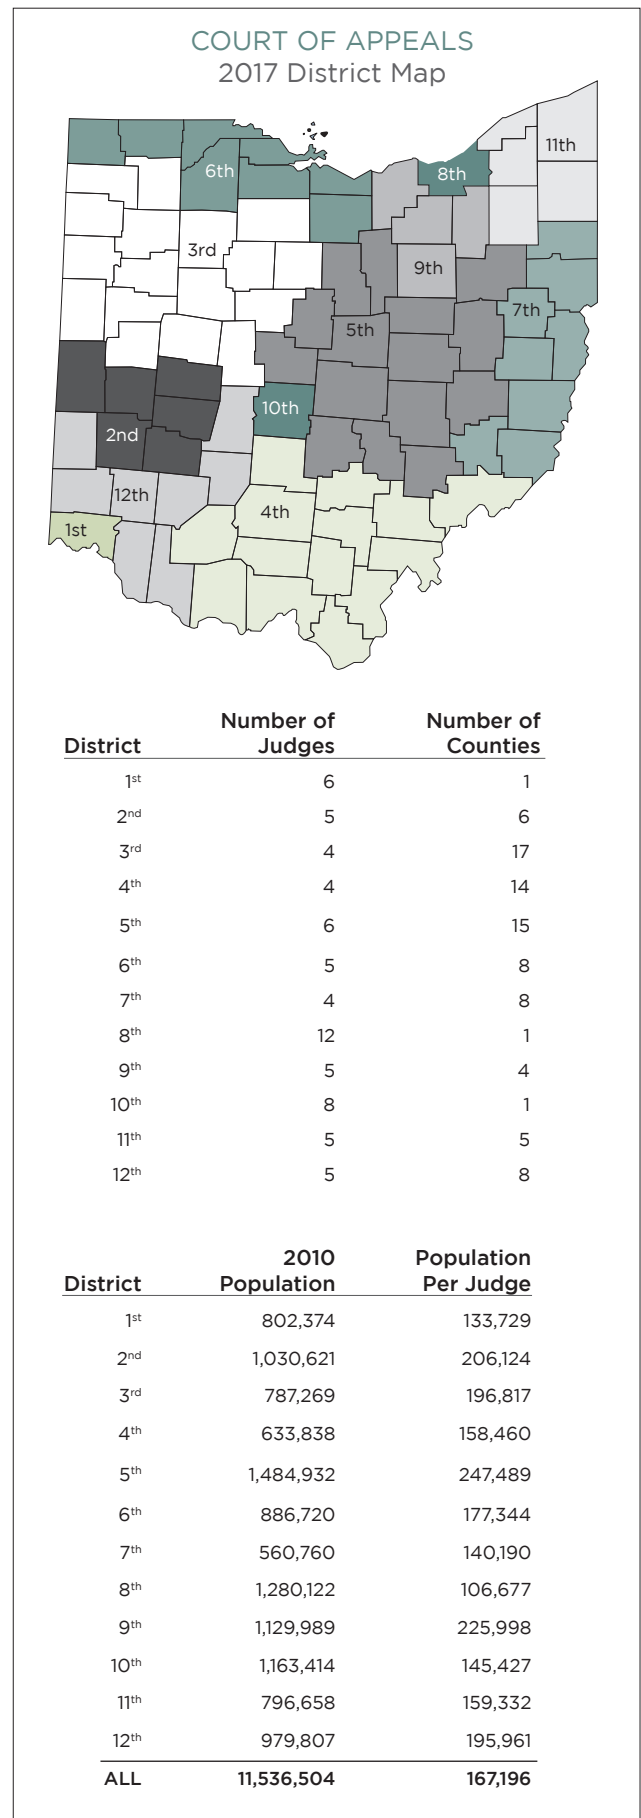 COURT OF APPEALS
2017 District Map
11th
8th
6th
3rd
9th
7th
5th
10th
2nd
12th
4th
1st
District Number of Judges Number of Counties
1st 6 1
2nd 5 6
3rd 4 17
4th 4 14
5th 6 15
6th 5 8
7th 4 8
8th 12 1
9th 5 4
10th 8 1
11th 5 5
12th 5 8
District 2010 Population Population Per Judge
1st 802,374 133,729
2nd 1,030,621 206,124
3rd 787,269 196,817
4th 633,838 158,460
5th 1,484,932 247,489
6th 886,720 177,344
7th 560,760 140,190
8th 1,280,122 106,677
9th 1,129,989 225,998
10th 1,163,414 145,427
11th 796,658 159,332
12th 979,807 195,961
ALL 11,536,504 167,196